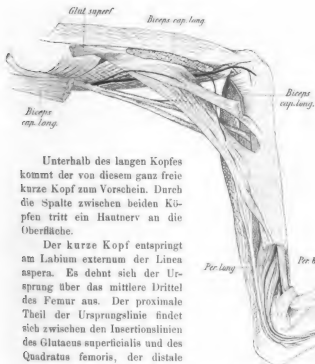 Glut. superf.
Biceps cap. lang.
Biceps
cap. lang.
Biceps
cap. lang.
Unterhalb des langen Kopfes
kommt der von diesem ganz freie
kurze Kopf zum Vorschein. Durch
die Spalte zwischen beiden Kö-
pfen tritt ein Hautnerv an die
Oberfläche.
Der kurze Kopf entspringt
am Labium externum der Linea
aspera. Es dehnt sich der Ur-
sprung über das mittlere Drittel
des Femur aus. Der proximale
Theil der Ursprungslinie findet
sich zwischen den Insertionslinien
des Glutaeus superficialis und des
Quadratus femoris, der distale
Per. long
Per.